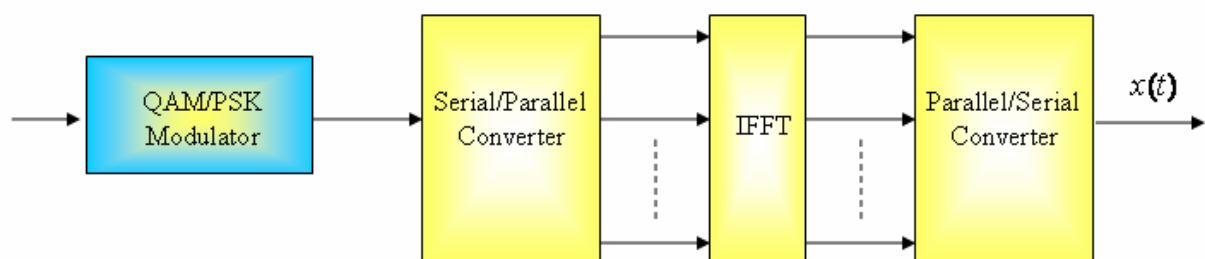 QAM/PSK
Modulator
Serial/Parallel
Converter
IFFT
Parallel/Serial
Converter
x(t)